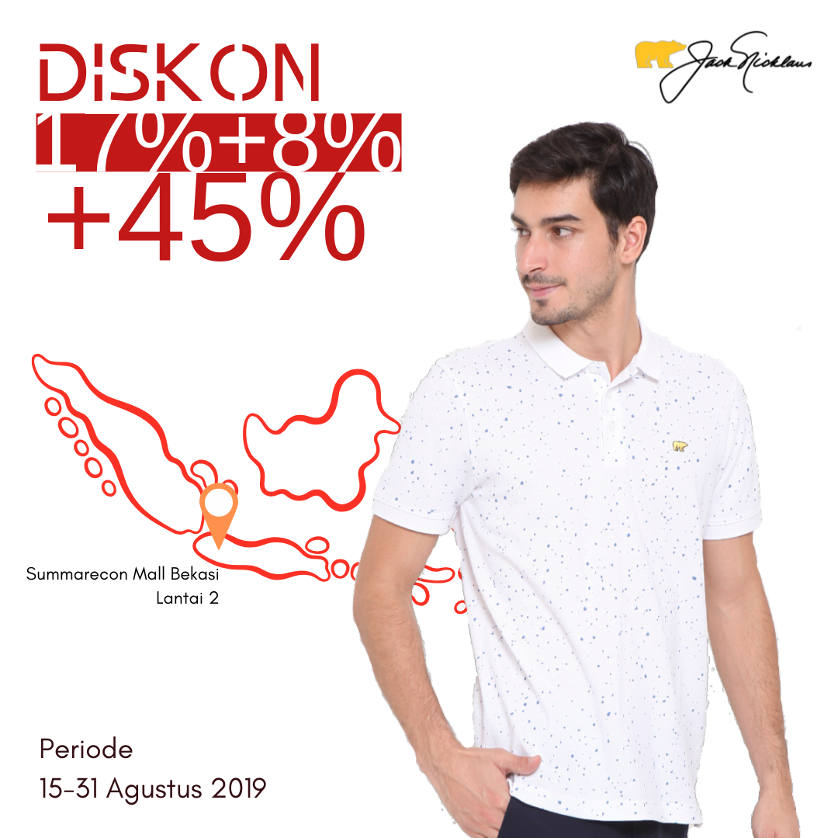 DISKON
Jack Nicklaus
17%+8%
+45%
Summarecon Mall Bekasi
Lantai 2
Periode
15-31 Agustus 2019